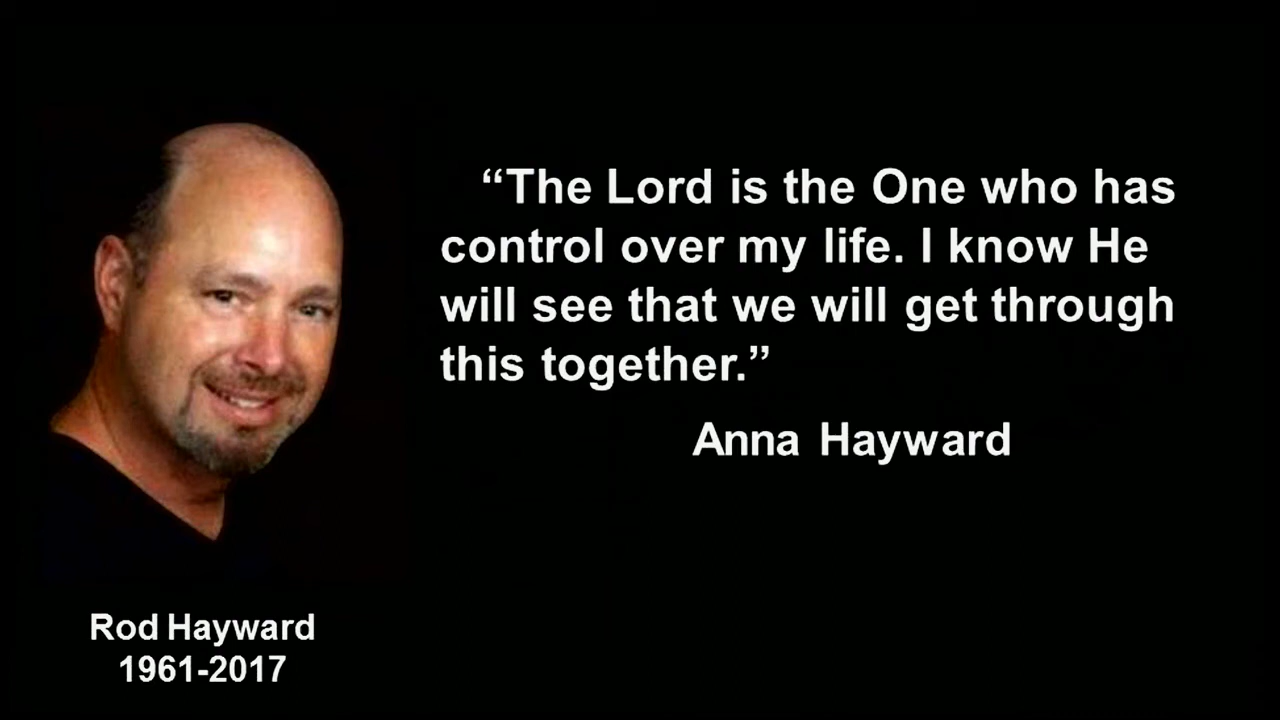 “The Lord is the One who has
control over my life. I know He
will see that we will get through
this together.”
Anna Hayward
Rod Hayward
1961-2017